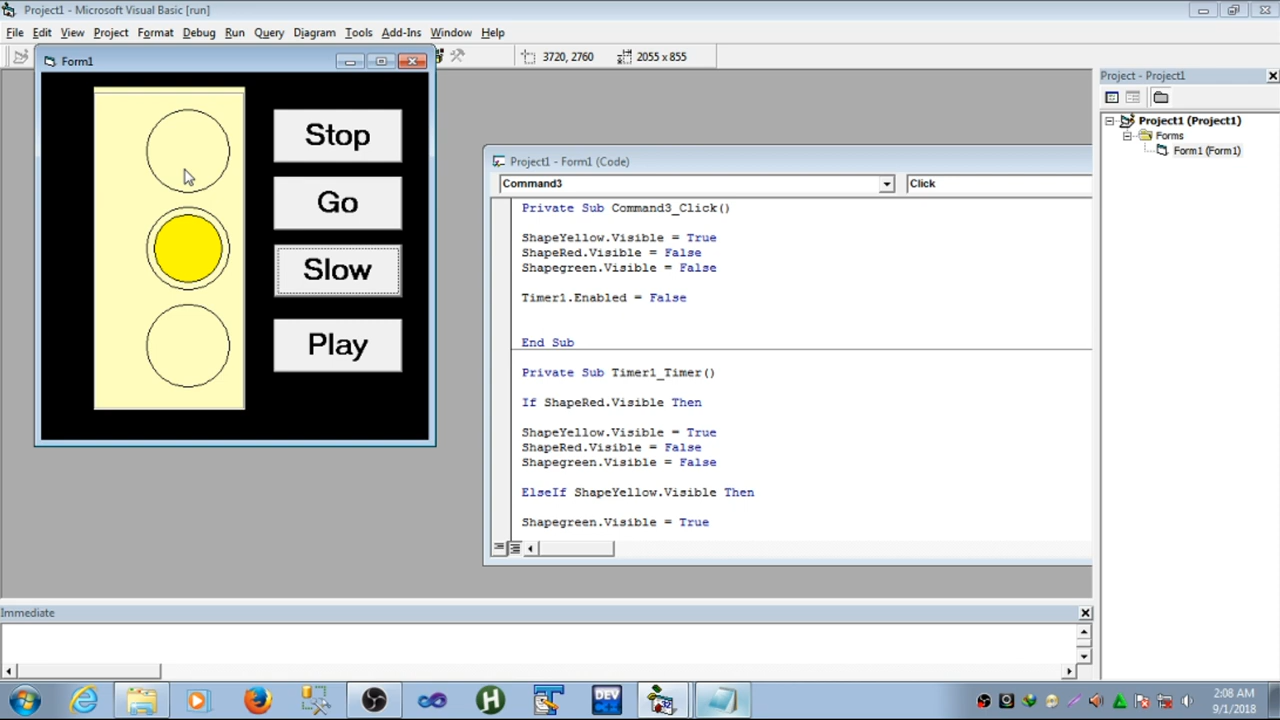 Project1 - Microsoft Visual Basic [run]
File Edit View Project Format Debug Run Query Diagram Tools Add-Ins Window Help
3720, 2760 2055 x 855
Form1
Stop
Go
Slow
Play
Project1 - Form1 (Code)
Command3 Click
Private Sub Command3_Click()
ShapeYellow.Visible = True
ShapeRed.Visible = False
Shapegreen.Visible = False
Timer1.Enabled = False
End Sub
Private Sub Timer1_Timer()
If ShapeRed.Visible Then
ShapeYellow.Visible = True
ShapeRed.Visible = False
Shapegreen.Visible = False
ElseIf ShapeYellow.Visible Then
Shapegreen.Visible = True
Project - Project1
Project1 (Project1)
Forms
Form1 (Form1)
Immediate
DEV
2:08 AM
9/1/2018